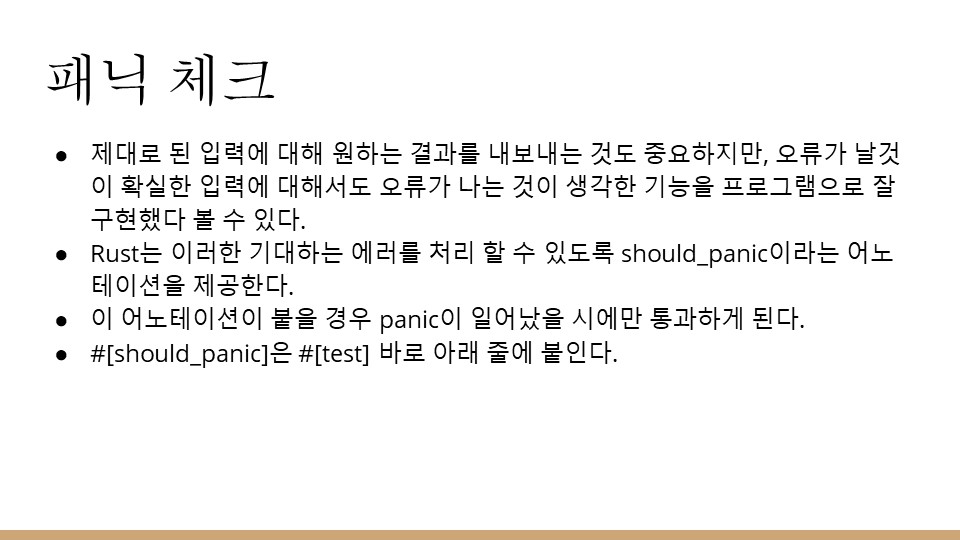 패닉 체크
● 제대로 된 입력에 대해 원하는 결과를 내보내는 것도 중요하지만, 오류가 날것
이 확실한 입력에 대해서도 오류가 나는 것이 생각한 기능을 프로그램으로 잘
구현했다 볼 수 있다.
● Rust는 이러한 기대하는 에러를 처리 할 수 있도록 should_panic이라는 어노
테이션을 제공한다.
● 이 어노테이션이 붙을 경우 panic이 일어났을 시에만 통과하게 된다.
● #[should_panic]은 #[test] 바로 아래 줄에 붙인다.